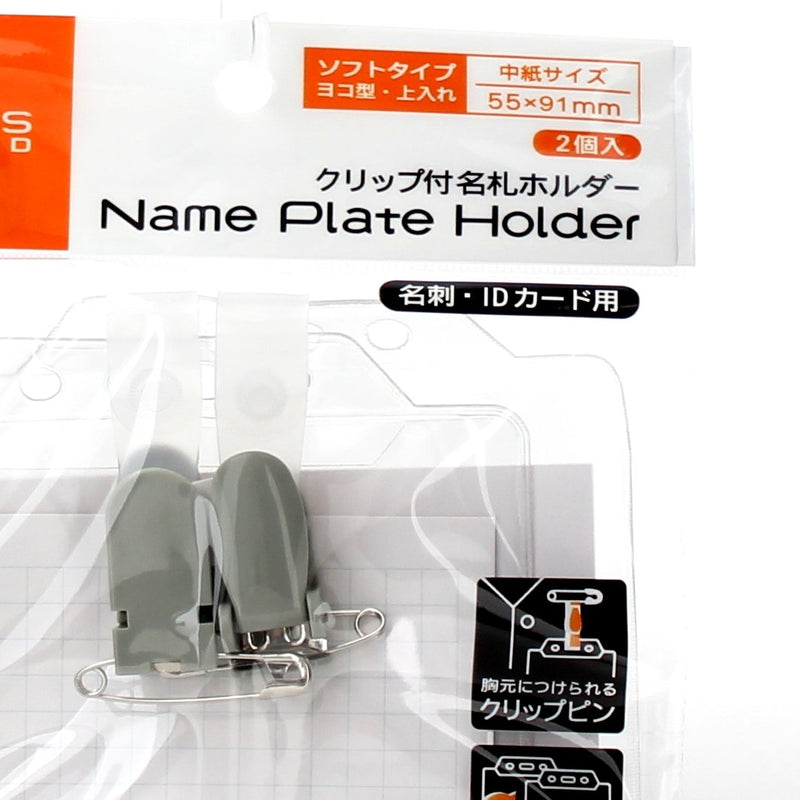 S
D
ソフトタイプ
ヨコ型・上入れ
中紙サイズ
55×91mm
2個入
クリップ付名札ホルダー
Name Plate Holder
名刺・IDカード用
胸元につけられる
クリップピン